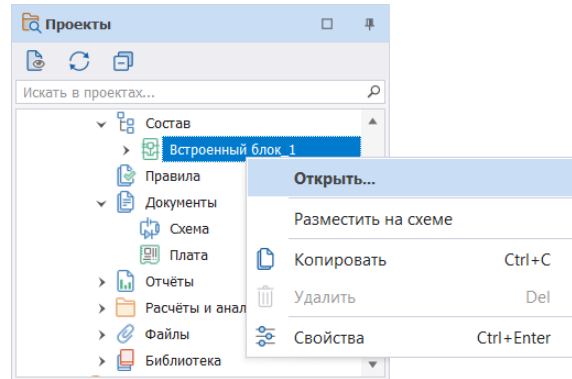 Проекты
Искать в проектах...
Состав
Встроенный блок_1
Правила
Открыть...
Документы
Разместить на схеме
Схема
Плата
Копировать Ctrl+C
Отчёты
Удалить Del
Расчёты и анал
Файлы
Свойства Ctrl+Enter
Библиотека